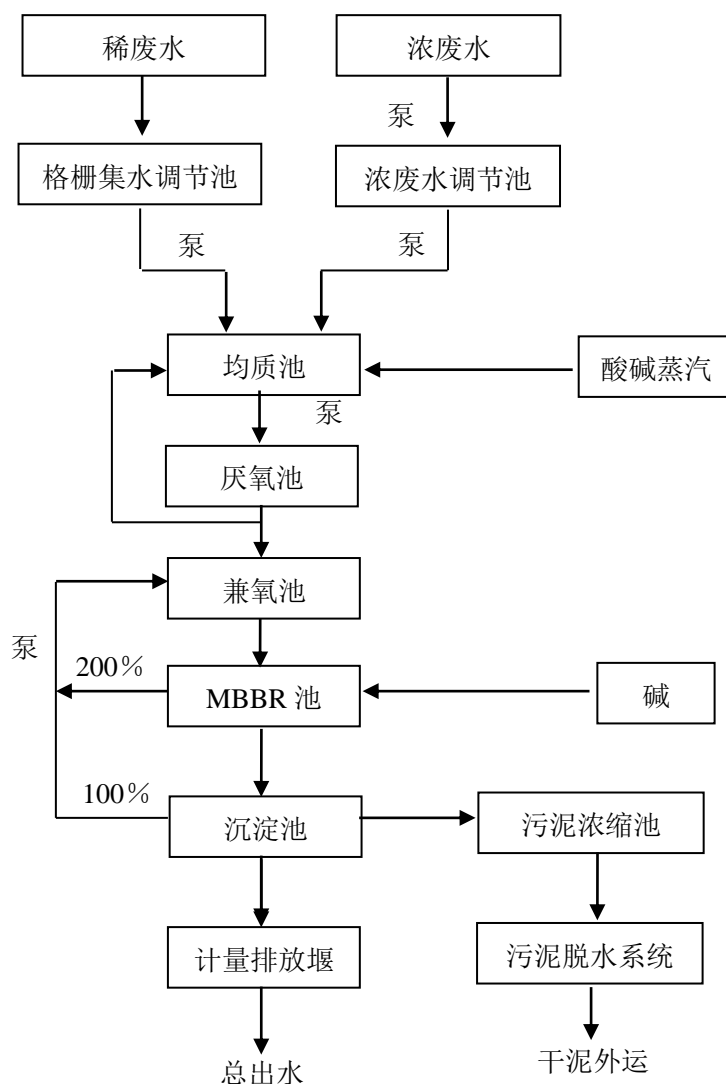 稀废水
浓废水
泵
格栅集水调节池
浓废水调节池
泵
泵
均质池
酸碱蒸汽
泵
厌氧池
兼氧池
泵
200％
MBBR 池
碱
100％
沉淀池
污泥浓缩池
计量排放堰
污泥脱水系统
总出水
干泥外运